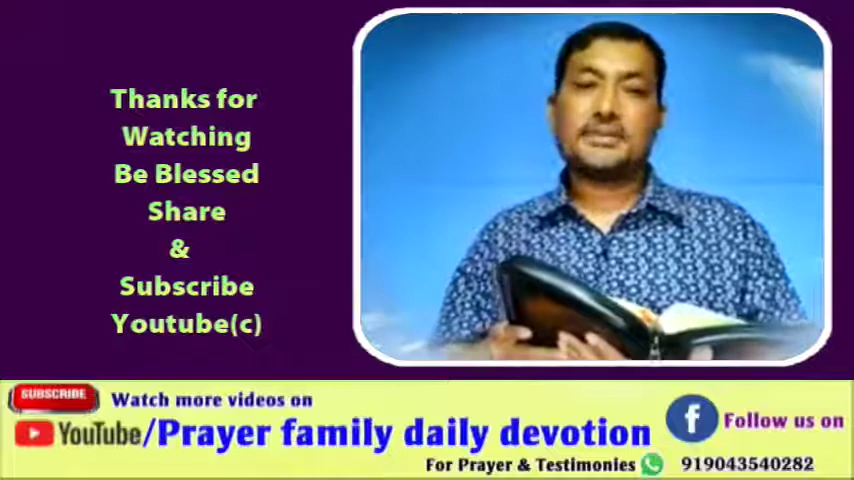 Thanks for
Watching
Be Blessed
Share
&
Subscribe
Youtube(c)
SUBSCRIBE
Watch more videos on
YouTube/Prayer family daily devotion
f Follow us on
For Prayer & Testimonies 919043540282